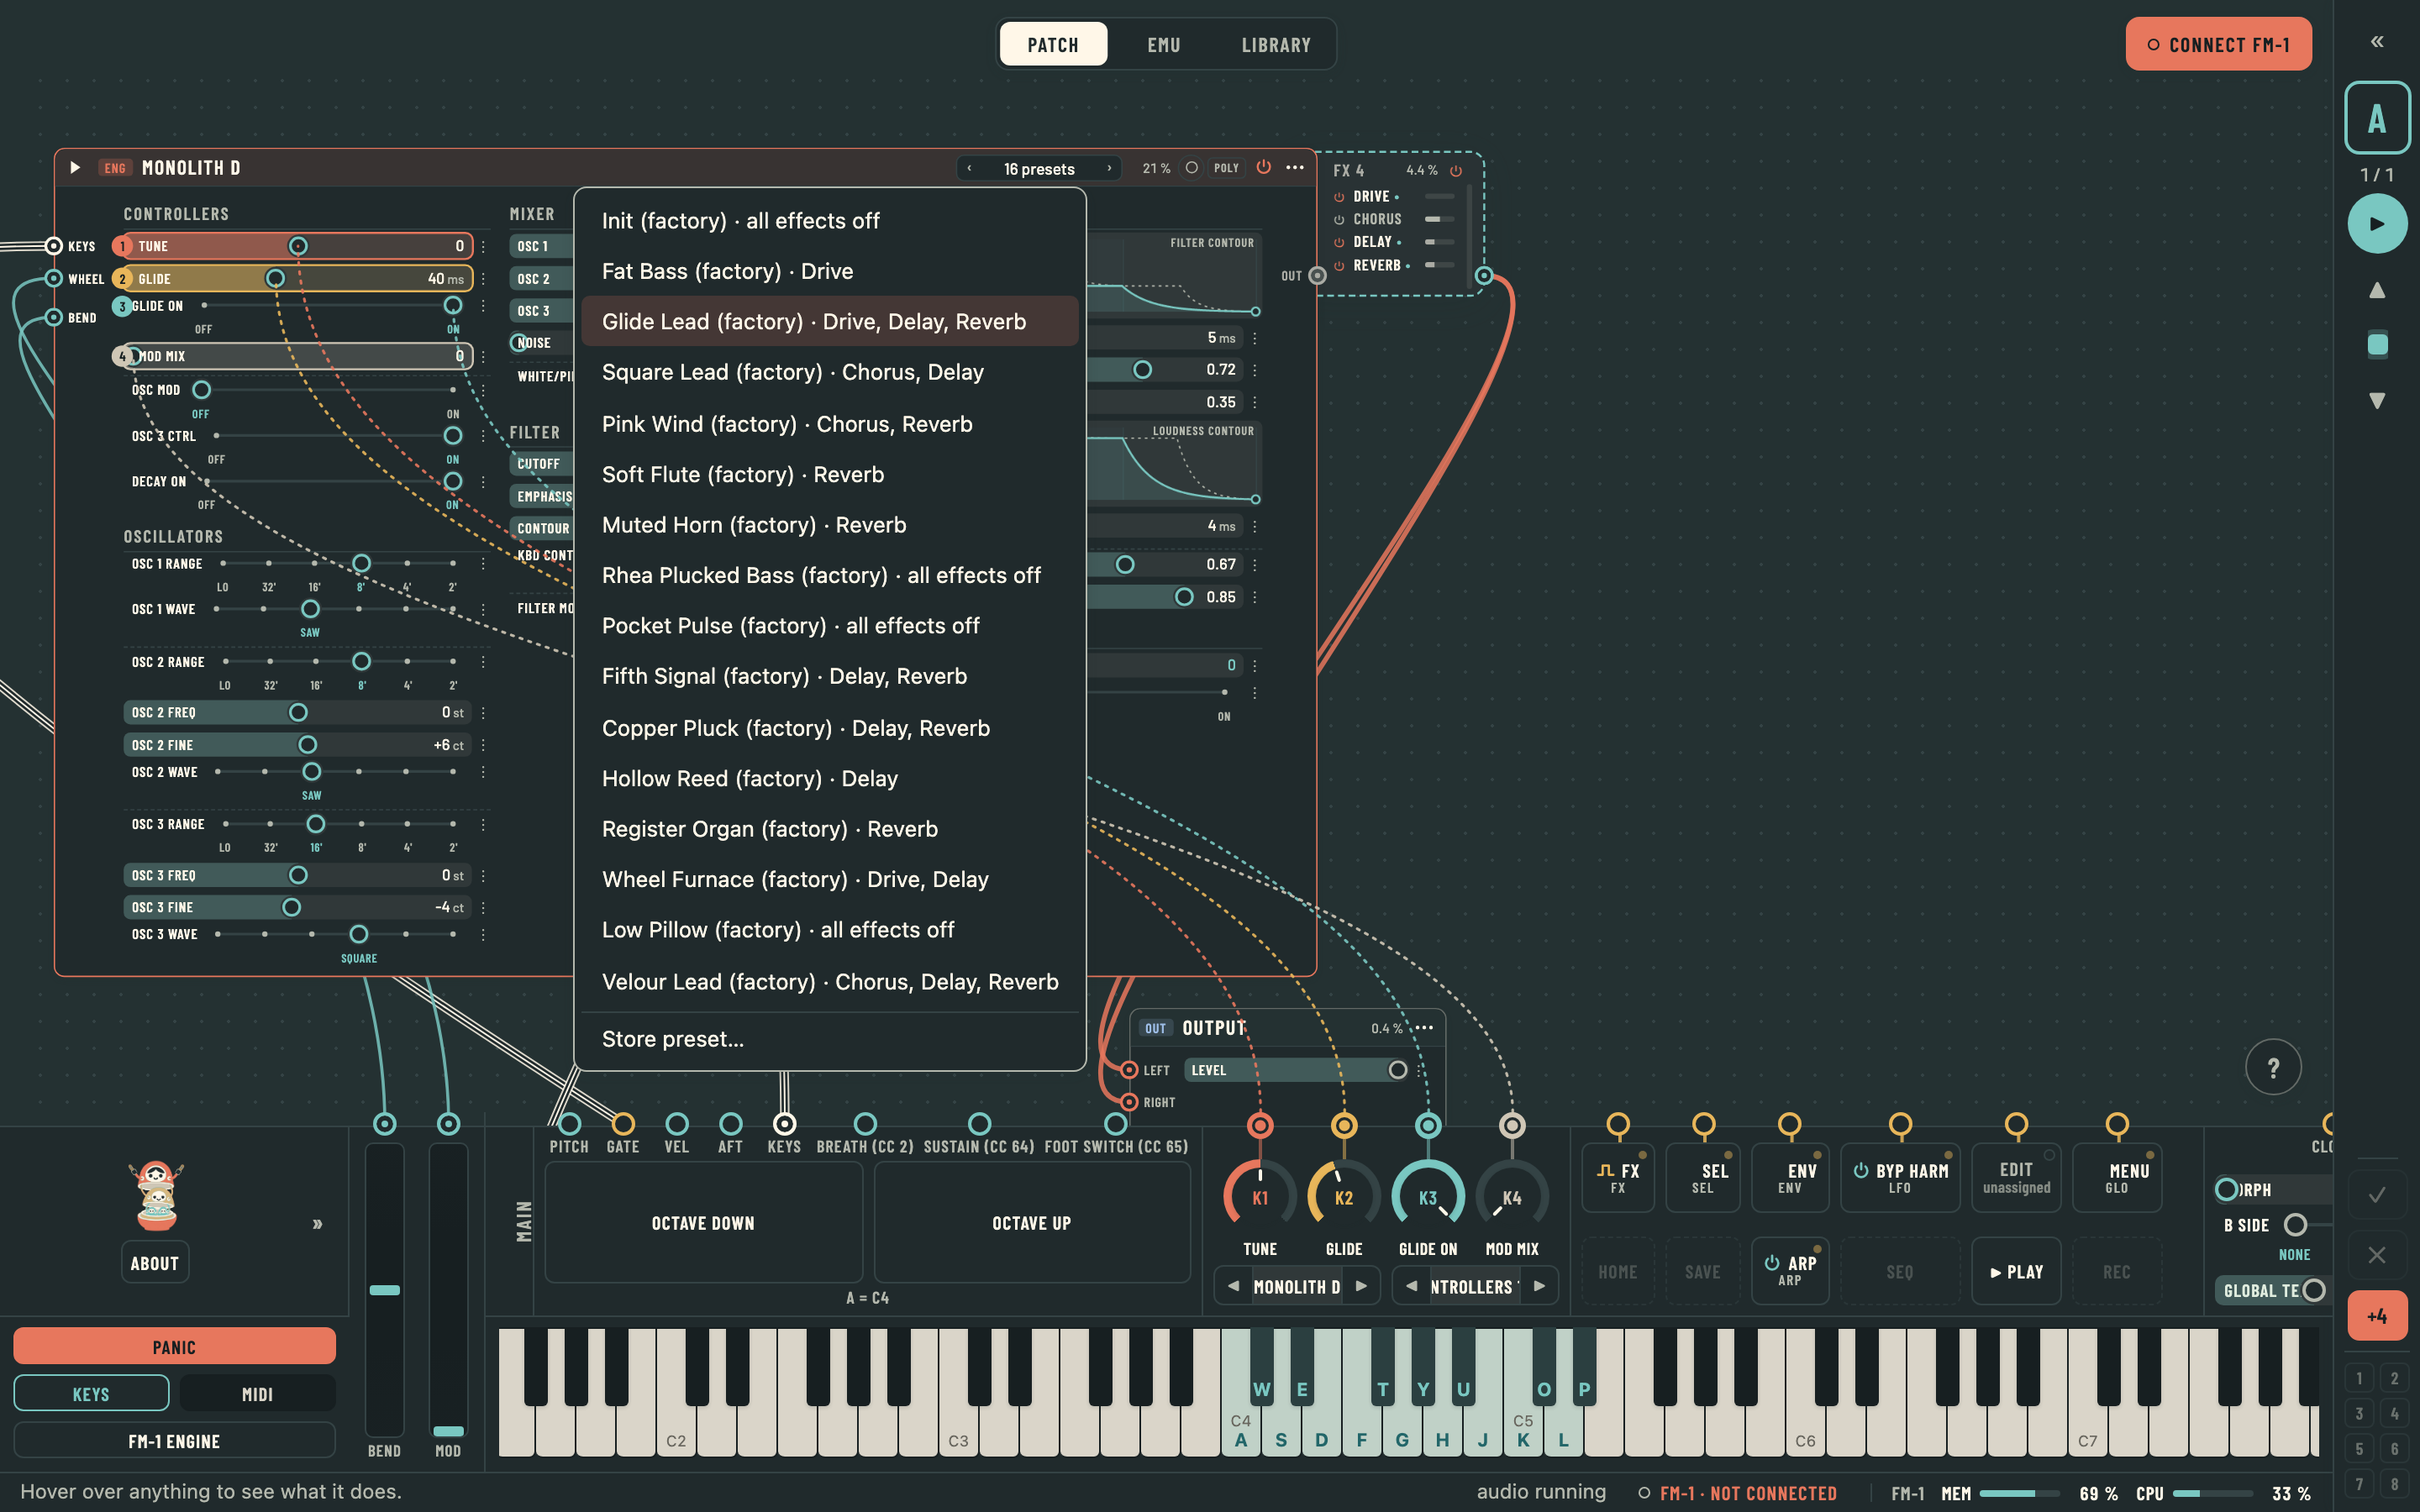 PATCH EMU LIBRARY
CONNECT FM-1
«
A
1 / 1
ENG MONOLITH D
‹ 16 presets ›
21 % POLY
FX 4 4.4 %
DRIVE
CHORUS
DELAY
REVERB
OUT
KEYS
WHEEL
BEND
CONTROLLERS
1 TUNE 0
2 GLIDE 40 ms
3 GLIDE ON
OFF ON
4 MOD MIX 0
OSC MOD
OFF ON
OSC 3 CTRL
OFF ON
DECAY ON
OFF ON
OSCILLATORS
OSC 1 RANGE
LO 32' 16' 8' 4' 2'
OSC 1 WAVE
SAW
OSC 2 RANGE
LO 32' 16' 8' 4' 2'
OSC 2 FREQ 0 st
OSC 2 FINE +6 ct
OSC 2 WAVE
SAW
OSC 3 RANGE
LO 32' 16' 8' 4' 2'
OSC 3 FREQ 0 st
OSC 3 FINE -4 ct
OSC 3 WAVE
SQUARE
MIXER
OSC 1
OSC 2
OSC 3
NOISE
WHITE/PI
FILTER
CUTOFF
EMPHASIS
CONTOUR
KBD CONT
FILTER MO
Init (factory) · all effects off
Fat Bass (factory) · Drive
Glide Lead (factory) · Drive, Delay, Reverb
Square Lead (factory) · Chorus, Delay
Pink Wind (factory) · Chorus, Reverb
Soft Flute (factory) · Reverb
Muted Horn (factory) · Reverb
Rhea Plucked Bass (factory) · all effects off
Pocket Pulse (factory) · all effects off
Fifth Signal (factory) · Delay, Reverb
Copper Pluck (factory) · Delay, Reverb
Hollow Reed (factory) · Delay
Register Organ (factory) · Reverb
Wheel Furnace (factory) · Drive, Delay
Low Pillow (factory) · all effects off
Velour Lead (factory) · Chorus, Delay, Reverb
Store preset...
FILTER CONTOUR
5 ms
0.72
0.35
LOUDNESS CONTOUR
4 ms
0.67
0.85
0
ON
OUT OUTPUT 0.4 %
LEFT LEVEL
RIGHT
?
PITCH GATE VEL AFT KEYS BREATH (CC 2) SUSTAIN (CC 64) FOOT SWITCH (CC 65)
MAIN
OCTAVE DOWN OCTAVE UP
A = C4
K1 K2 K3 K4
TUNE GLIDE GLIDE ON MOD MIX
MONOLITH D NTROLLERS
FX
FX
SEL
SEL
ENV
ENV
BYP HARM
LFO
EDIT
unassigned
MENU
GLO
HOME SAVE
ARP
ARP
SEQ PLAY REC
CLO
RPH
B SIDE
NONE
GLOBAL TE
+4
1 2
3 4
5 6
7 8
»
ABOUT
PANIC
KEYS MIDI
FM-1 ENGINE
BEND MOD
W E T Y U O P
C4 C5
C2 C3 A S D F G H J K L C6 C7
Hover over anything to see what it does.
audio running FM-1 · NOT CONNECTED FM-1 MEM 69 % CPU 33 %